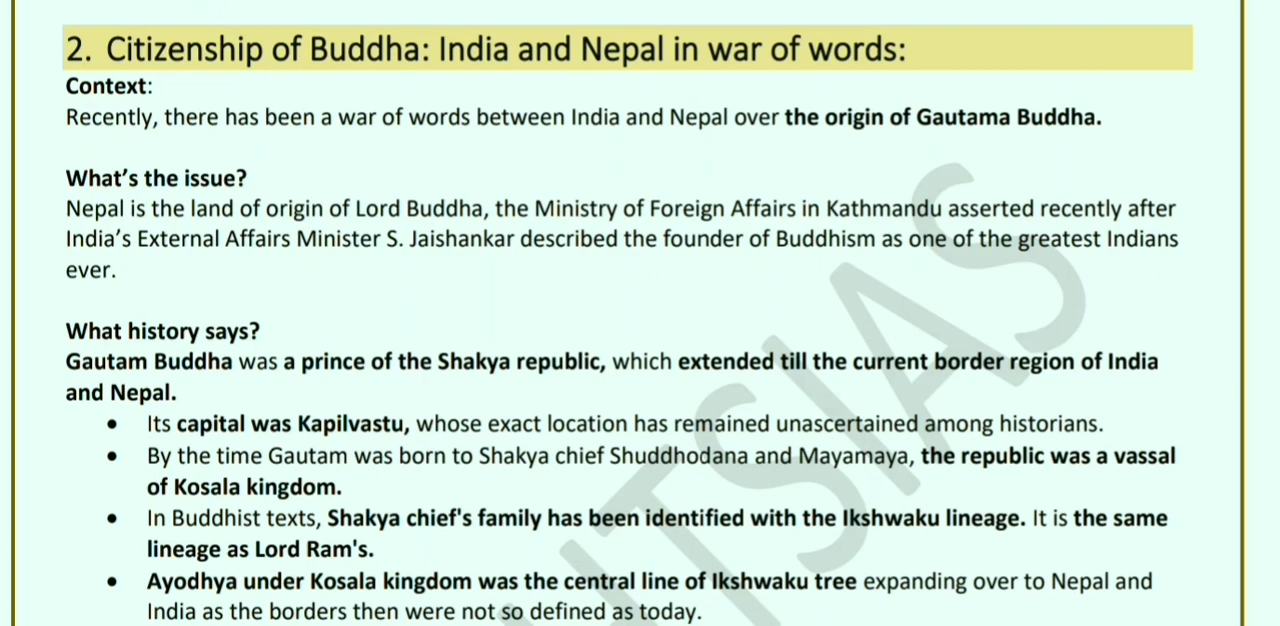 2. Citizenship of Buddha: India and Nepal in war of words:
Context:
Recently, there has been a war of words between India and Nepal over the origin of Gautama Buddha.
What's the issue?
Nepal is the land of origin of Lord Buddha, the Ministry of Foreign Affairs in Kathmandu asserted recently after
India's External Affairs Minister S. Jaishankar described the founder of Buddhism as one of the greatest Indians
ever.
What history says?
Gautam Buddha was a prince of the Shakya republic, which extended till the current border region of India
and Nepal.
• Its capital was Kapilvastu, whose exact location has remained unascertained among historians.
• By the time Gautam was born to Shakya chief Shuddhodana and Mayamaya, the republic was a vassal
of Kosala kingdom.
• In Buddhist texts, Shakya chief's family has been identified with the Ikshwaku lineage. It is the same
lineage as Lord Ram's.
• Ayodhya under Kosala kingdom was the central line of Ikshwaku tree expanding over to Nepal and
India as the borders then were not so defined as today.